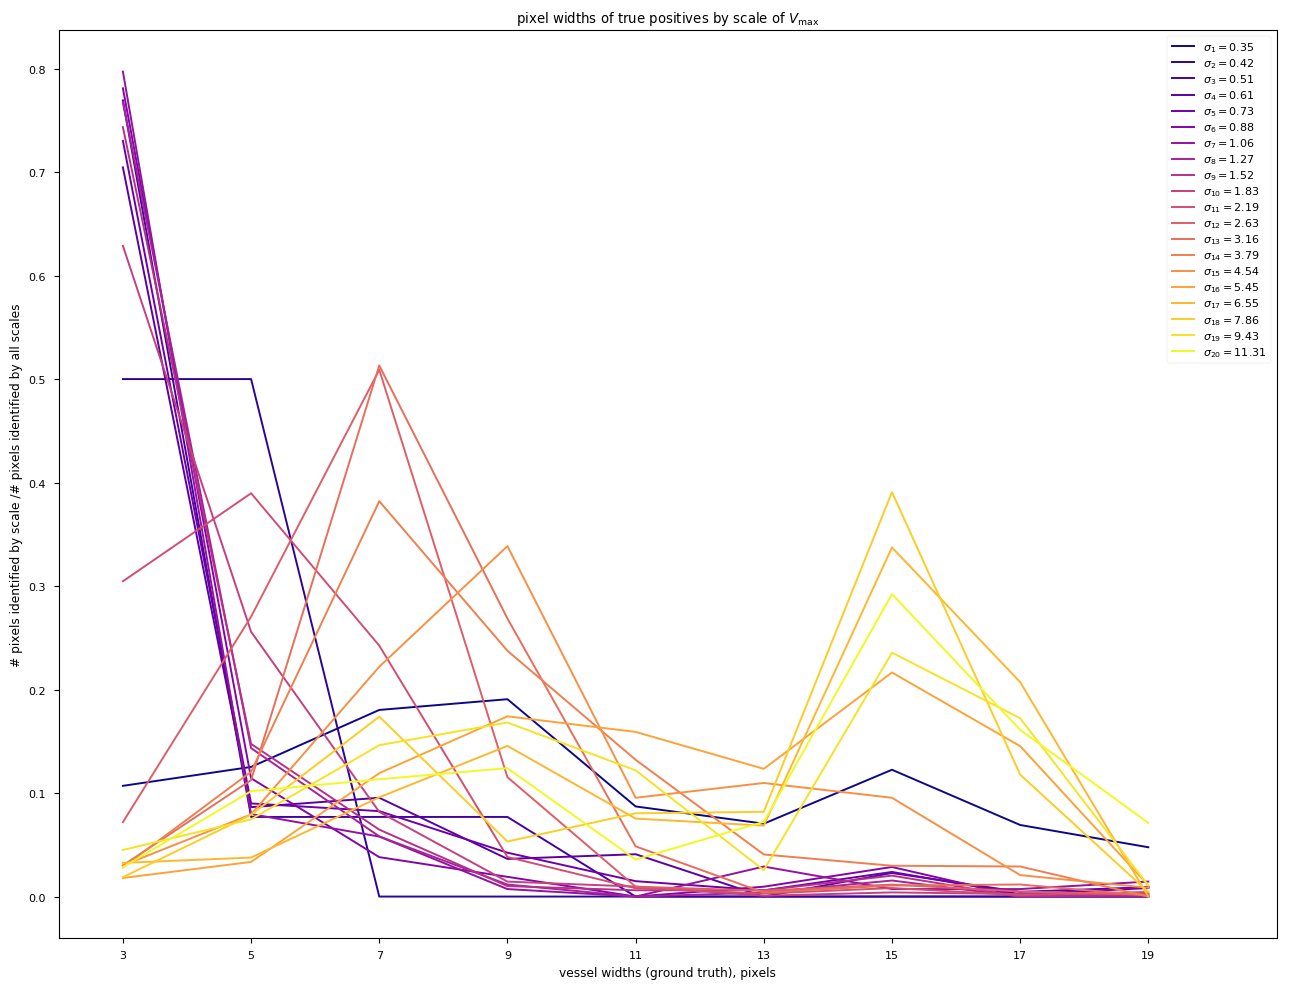 pixel widths of true positives by scale of V_max
σ_1 = 0.35
σ_2 = 0.42
σ_3 = 0.51
σ_4 = 0.61
σ_5 = 0.73
σ_6 = 0.88
σ_7 = 1.06
σ_8 = 1.27
σ_9 = 1.52
σ_10 = 1.83
σ_11 = 2.19
σ_12 = 2.63
σ_13 = 3.16
σ_14 = 3.79
σ_15 = 4.54
σ_16 = 5.45
σ_17 = 6.55
σ_18 = 7.86
σ_19 = 9.43
σ_20 = 11.31
# pixels identified by scale /# pixels identified by all scales
0.8
0.7
0.6
0.5
0.4
0.3
0.2
0.1
0.0
3 5 7 9 11 13 15 17 19
vessel widths (ground truth), pixels